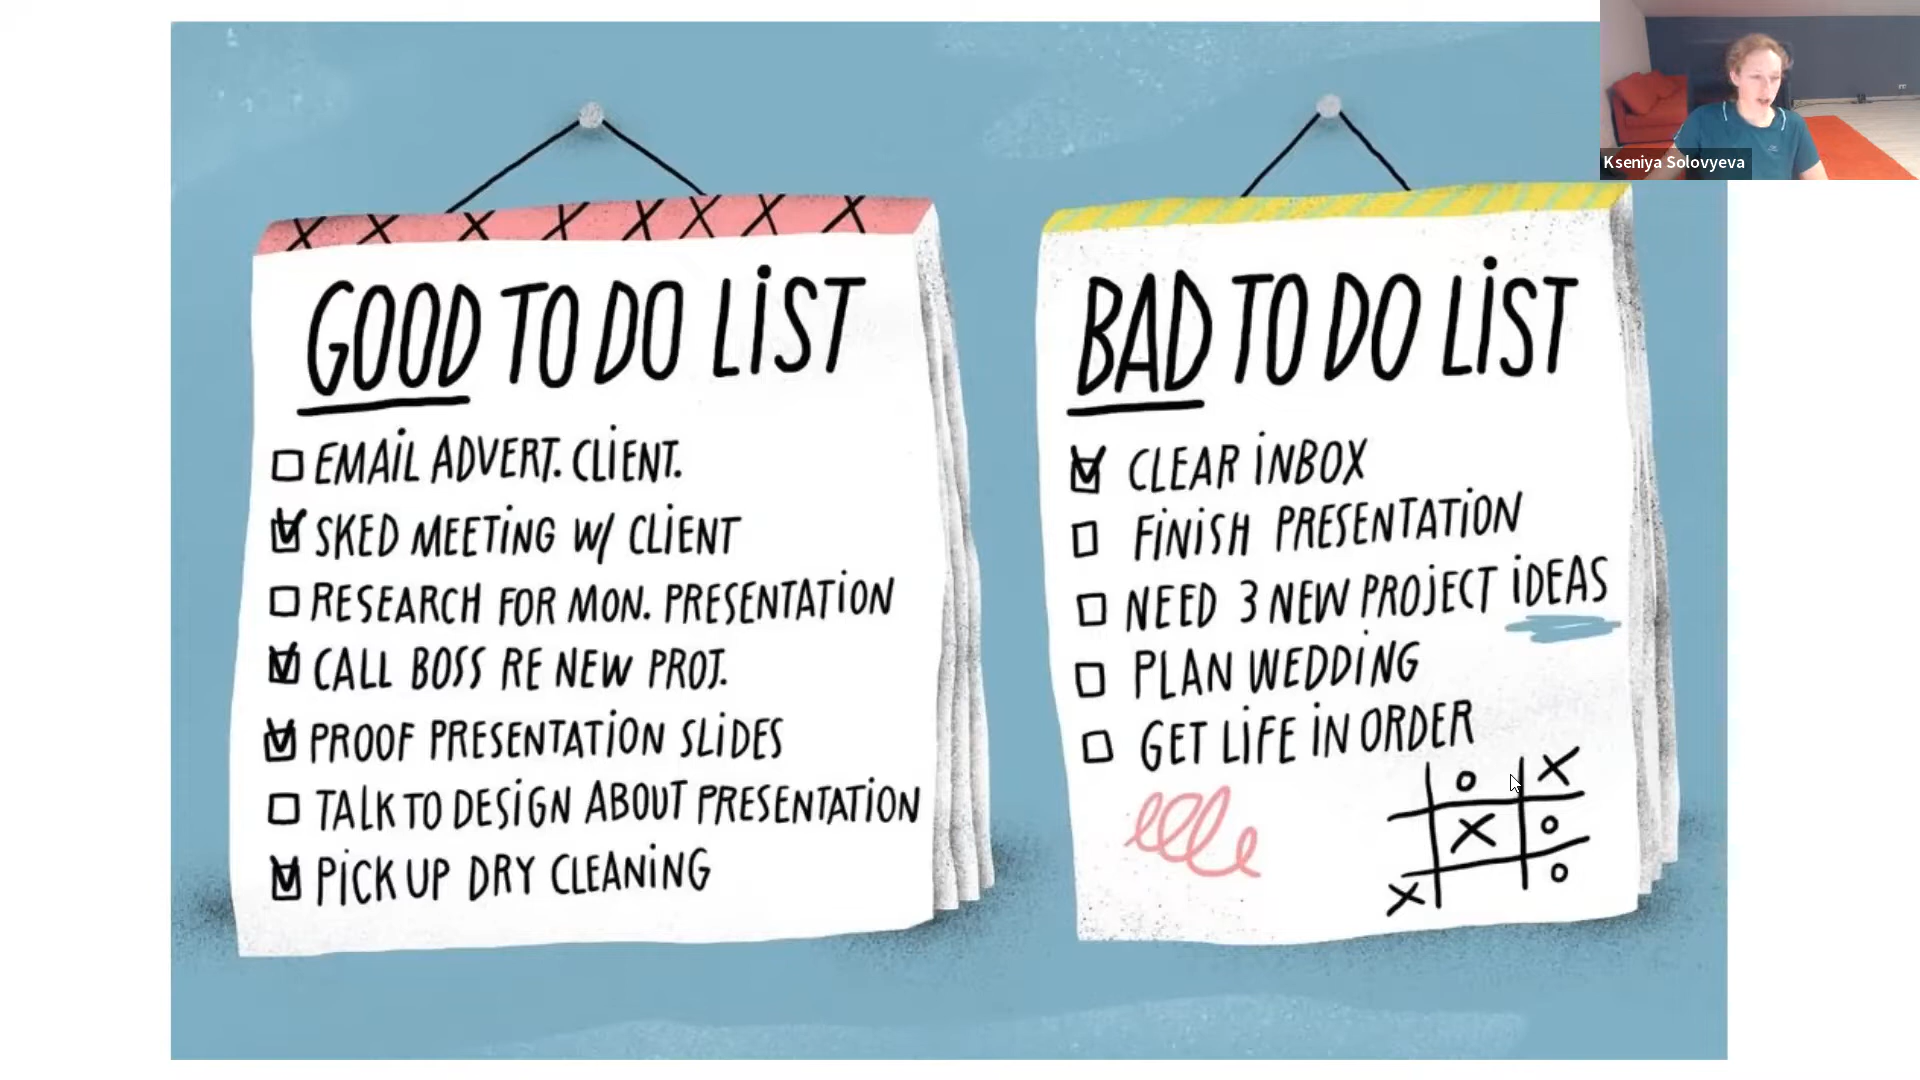 GOOD TO DO LiST
EMAiL ADVERT. CLiENT.
SKED MEETiNG W/ CLiENT
RESEARCH FOR MON. PRESENTATiON
CALL BOSS RE NEW PROJ.
PROOF PRESENTATiON SLiDES
TALK TO DESiGN ABOUT PRESENTATiON
PiCK UP DRY CLEANiNG
BAD TO DO LiST
CLEAR iNBOX
FiNiSH PRESENTATiON
NEED 3 NEW PROJECT iDEAS
PLAN WEDDiNG
GET LiFE iN ORDER
O X
X O
X O
Kseniya Solovyeva